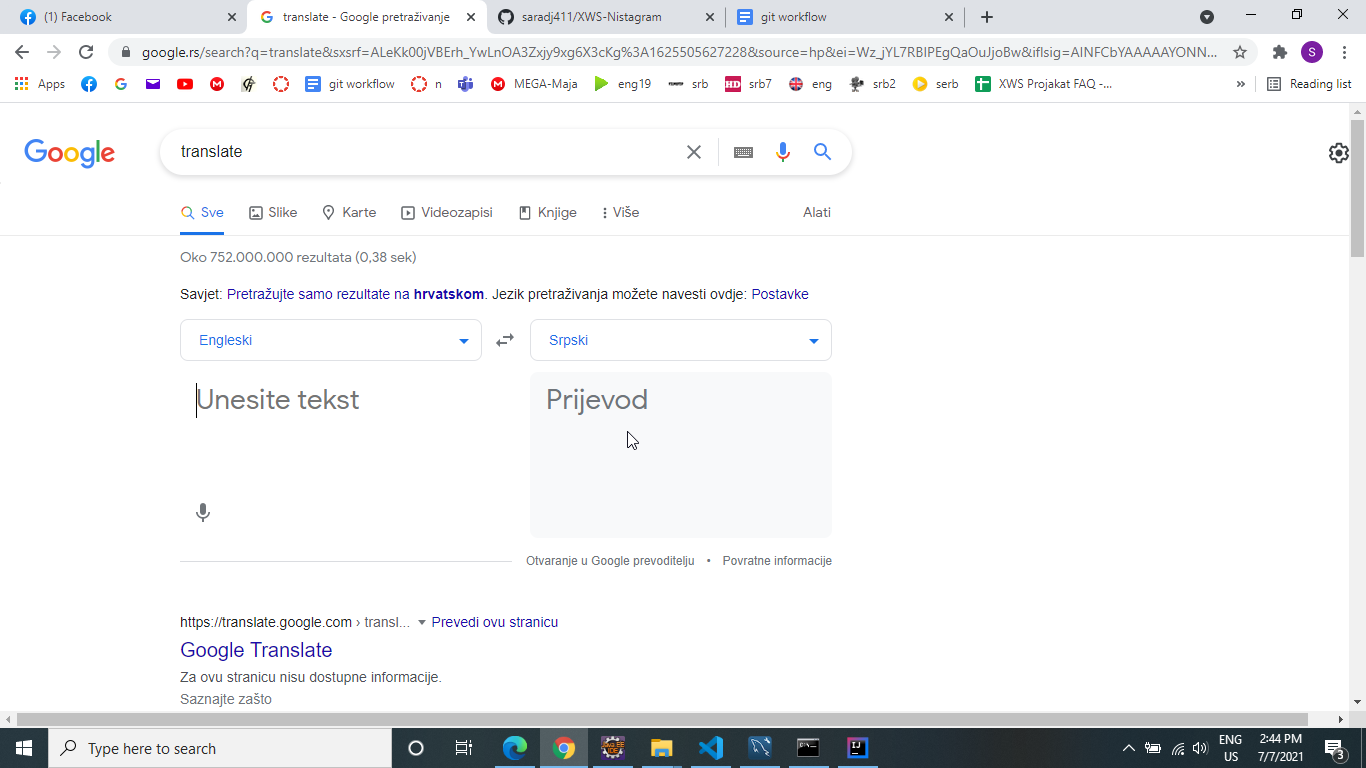 (1) Facebook
translate - Google pretraživanje
saradj411/XWS-Nistagram
git workflow
google.rs/search?q=translate&sxsrf=ALeKk00jVBErh_YwLnOA3Zxjy9xg6X3cKg%3A1625505627228&source=hp&ei=Wz_jYL7RBIPEgQaOuJjoBw&iflsig=AINFCbYAAAAAYONN...
S
Apps
git workflow
n
MEGA-Maja
eng19
srb
srb7
eng
srb2
serb
XWS Projakat FAQ -...
»
Reading list
Google
translate
Sve
Slike
Karte
Videozapisi
Knjige
Više
Alati
Oko 752.000.000 rezultata (0,38 sek)
Savjet: Pretražujte samo rezultate na hrvatskom. Jezik pretraživanja možete navesti ovdje: Postavke
Engleski
Srpski
Unesite tekst
Prijevod
Otvaranje u Google prevoditelju • Povratne informacije
https://translate.google.com › transl... Prevedi ovu stranicu
Google Translate
Za ovu stranicu nisu dostupne informacije.
Saznajte zašto
Type here to search
ENG
US
2:44 PM
7/7/2021
3